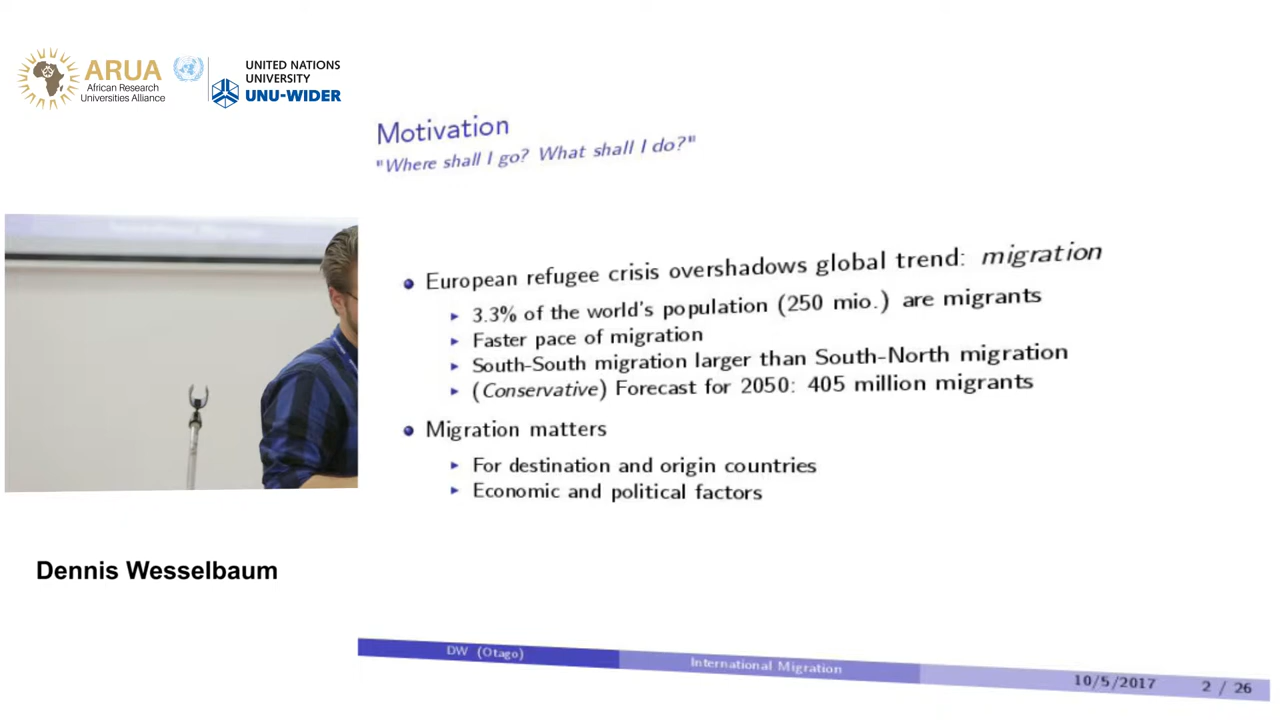 ARUA
African Research
Universities Alliance
UNITED NATIONS
UNIVERSITY
UNU-WIDER
Motivation
"Where shall I go? What shall I do?"
European refugee crisis overshadows global trend: migration
3.3% of the world's population (250 mio.) are migrants
Faster pace of migration
South-South migration larger than South-North migration
(Conservative) Forecast for 2050: 405 million migrants
Migration matters
For destination and origin countries
Economic and political factors
Dennis Wesselbaum
DW (Otago)
International Migration
10/5/2017 2 / 26